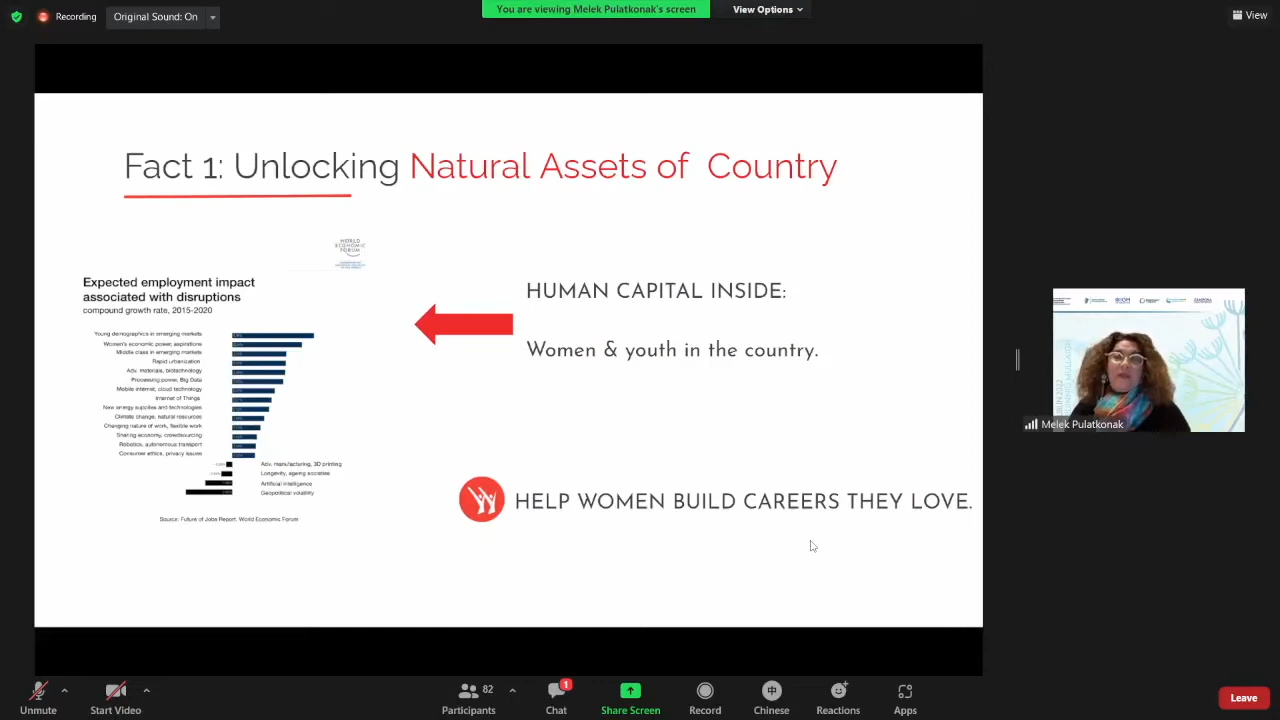 Recording
Original Sound: On
You are viewing Melek Pulatkonak's screen
View Options
View
Fact 1: Unlocking Natural Assets of Country
WORLD
ECONOMIC
FORUM
Expected employment impact
associated with disruptions
compound growth rate, 2015-2020
Young demographics in emerging markets
Women's economic power, aspirations
Middle class in emerging markets
Rapid urbanization
Adv. materials, biotechnology
Processing power, Big Data
Mobile internet, cloud technology
Internet of Things
New energy supplies and technologies
Climate change, natural resources
Changing nature of work, flexible work
Sharing economy, crowdsourcing
Robotics, autonomous transport
Consumer ethics, privacy issues
Adv. manufacturing, 3D printing
Longevity, ageing societies
Artificial intelligence
Geopolitical volatility
Source: Future of Jobs Report, World Economic Forum
HUMAN CAPITAL INSIDE:
Women & youth in the country.
HELP WOMEN BUILD CAREERS THEY LOVE.
Melek Pulatkonak
Unmute
Start Video
82
Participants
1
Chat
Share Screen
Record
中
Chinese
Reactions
Apps
Leave